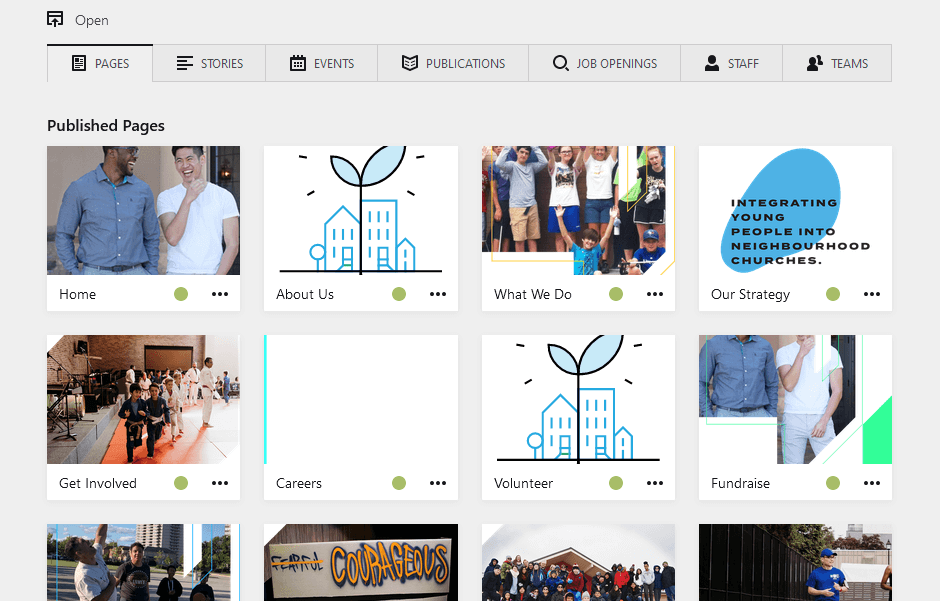 Open
PAGES
STORIES
EVENTS
PUBLICATIONS
JOB OPENINGS
STAFF
TEAMS
Published Pages
INTEGRATING
YOUNG
PEOPLE INTO
NEIGHBOURHOOD
CHURCHES.
Home
About Us
What We Do
Our Strategy
Get Involved
Careers
Volunteer
Fundraise
FEARFUL
COURAGEOUS